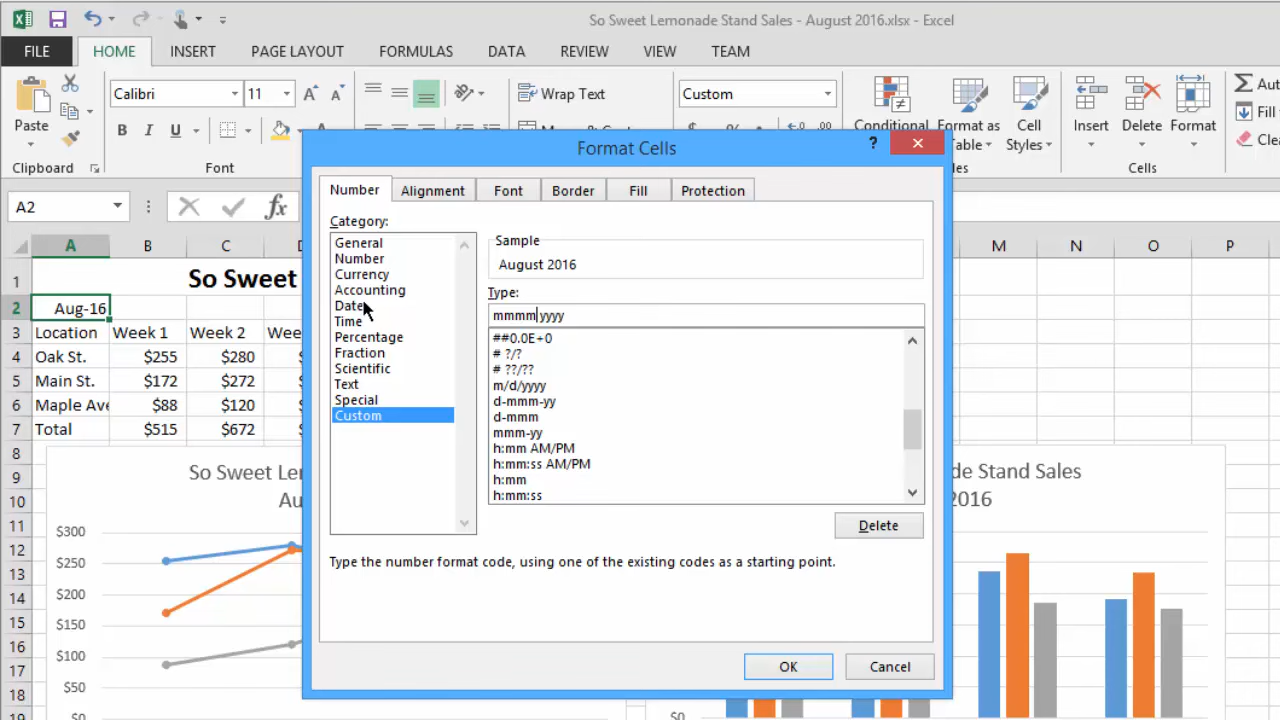 So Sweet Lemonade Stand Sales - August 2016.xlsx - Excel
FILE HOME INSERT PAGE LAYOUT FORMULAS DATA REVIEW VIEW TEAM
Calibri 11 A A Wrap Text Custom
Paste
B I U
Conditional Format as Cell
Table Styles
Insert Delete Format
Fill
Clipboard Font Cells
A2 fx
A B C M N O P
1 So Sweet
2 Aug-16
3 Location Week 1 Week 2
4 Oak St. $255 $280
5 Main St. $172 $272
6 Maple Ave $88 $120
7 Total $515 $672
8
9
10
11
12
13
14
15
16
17
18
19
$300
$250
$200
$150
$100
$50
$0
So Sweet
Stand Sales
2016
$0
Format Cells
?
Number Alignment Font Border Fill Protection
Category:
General
Number
Currency
Accounting
Date
Time
Percentage
Fraction
Scientific
Text
Special
Custom
Sample
August 2016
Type:
mmmm yyyy
##0.0E+0
# ?/?
# ??/??
m/d/yyyy
d-mmm-yy
d-mmm
mmm-yy
h:mm AM/PM
h:mm:ss AM/PM
h:mm
h:mm:ss
Delete
Type the number format code, using one of the existing codes as a starting point.
OK Cancel